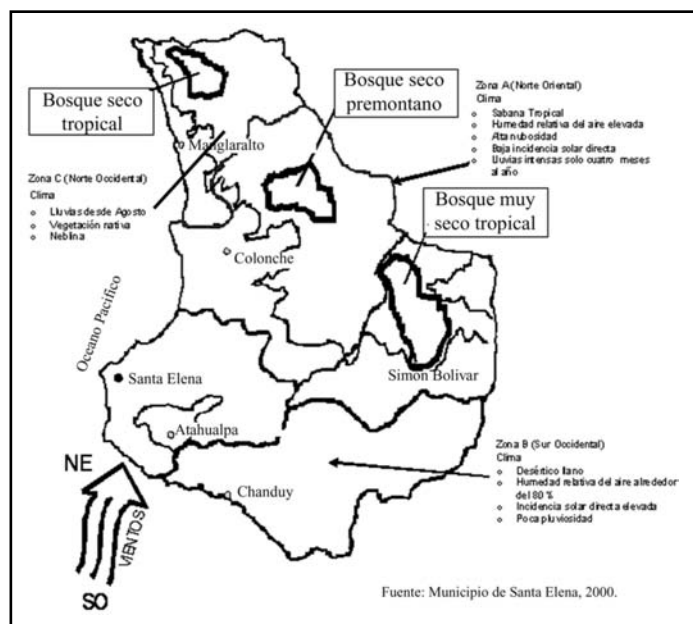 Bosque seco
tropical
Bosque seco
premontano
Zona A (Norte Oriental)
Clima
Sabana Tropical
Humedad relativa del aire elevada
Alta nubosidad
Baja incidencia solar directa
Lluvias intensas solo cuatro meses
al año
Manglaralto
Zona C (Norte Occidental)
Clima
Lluvias desde Agosto
Vegetación nativa
Neblina
Bosque muy
seco tropical
Colonche
Oceano Pacifico
Santa Elena
Simon Bolivar
Atahualpa
Zona B (Sur Occidental)
Clima
Desértico llano
Humedad relativa del aire alrededor
del 80 %
Incidencia solar directa elevada
Poca pluviosidad
NE
Chanduy
VIENTOS
SO
Fuente: Municipio de Santa Elena, 2000.